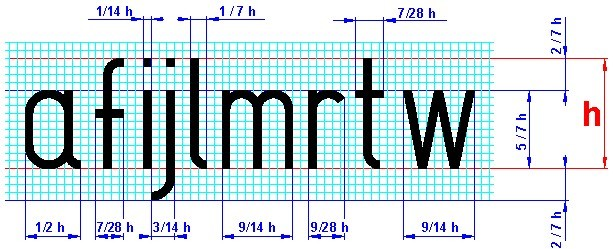 1/14 h 1 / 7 h 7/28 h
2 / 7 h
afijlmrtw
5 / 7 h
h
1/2 h 7/28 h 3/14 h 9/14 h 9/28 h 9/14 h
2 / 7 h